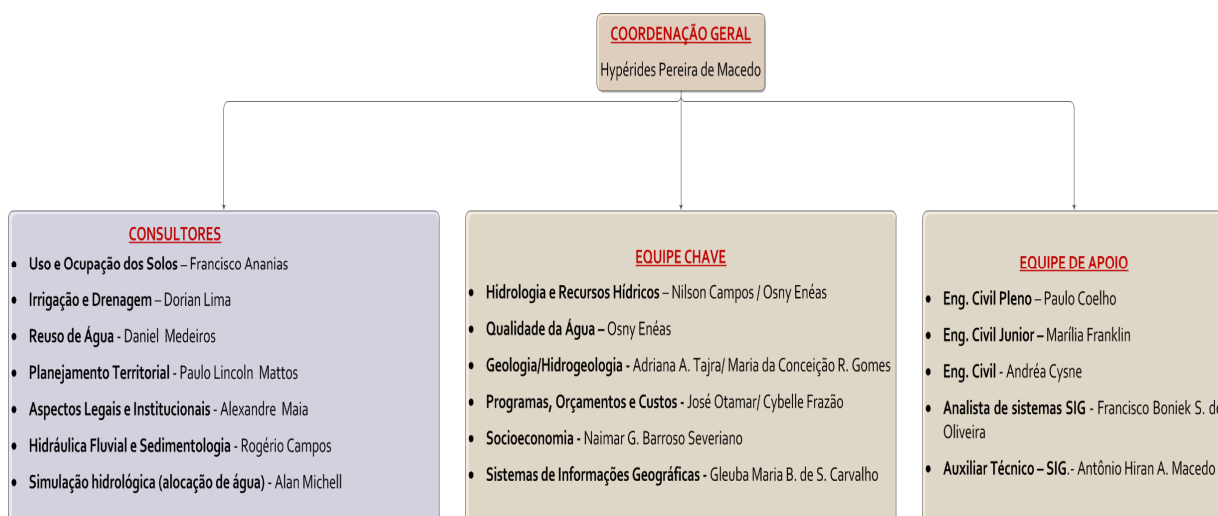 COORDENAÇÃO GERAL
Hypérides Pereira de Macedo
CONSULTORES
• Uso e Ocupação dos Solos – Francisco Ananias
• Irrigação e Drenagem – Dorian Lima
• Reuso de Água - Daniel Medeiros
• Planejamento Territorial - Paulo Lincoln Mattos
• Aspectos Legais e Institucionais - Alexandre Maia
• Hidráulica Fluvial e Sedimentologia - Rogério Campos
• Simulação hidrológica (alocação de água) - Alan Michell
EQUIPE CHAVE
• Hidrologia e Recursos Hídricos – Nilson Campos / Osny Enéas
• Qualidade da Água – Osny Enéas
• Geologia/Hidrogeologia - Adriana A. Tajra/ Maria da Conceição R. Gomes
• Programas, Orçamentos e Custos - José Otamar/ Cybelle Frazão
• Socioeconomia - Naimar G. Barroso Severiano
• Sistemas de Informações Geográficas - Gleuba Maria B. de S. Carvalho
EQUIPE DE APOIO
• Eng. Civil Pleno – Paulo Coelho
• Eng. Civil Junior – Marília Franklin
• Eng. Civil - Andréa Cysne
• Analista de sistemas SIG - Francisco Boniek S. de
Oliveira
• Auxiliar Técnico – SIG.- Antônio Hiran A. Macedo